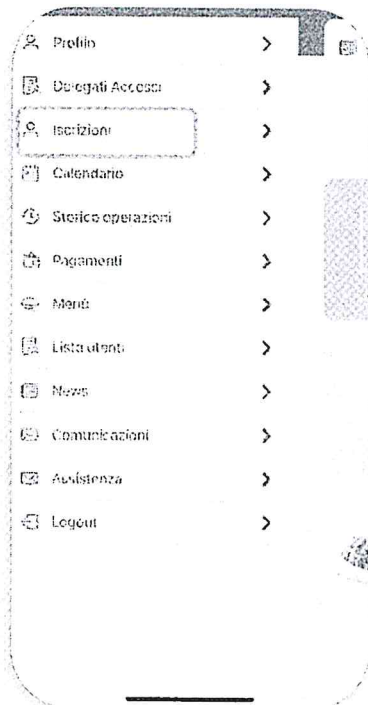 Profilo
Delegati Accessi
Iscrizioni
Calendario
Storico operazioni
Pagamenti
Menù
Lista utenti
News
Comunicazioni
Assistenza
Logout